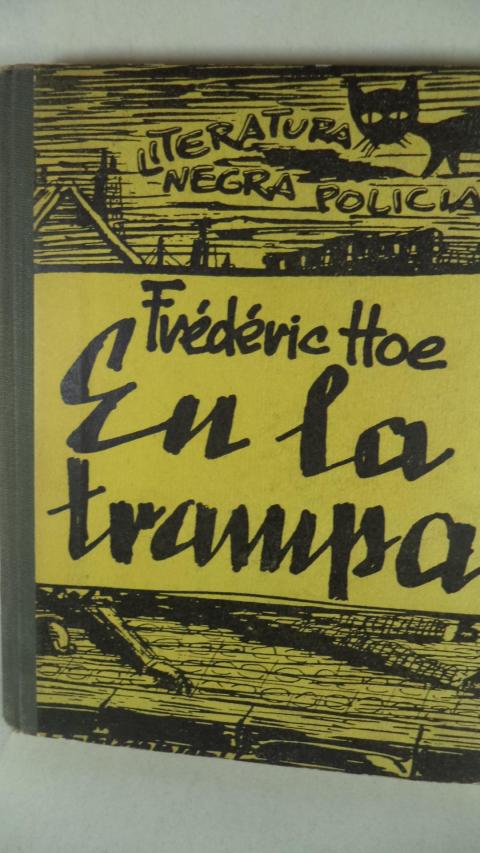 LITERATURA
NEGRA POLICIA
Frédéric Hoe
En la
trampa